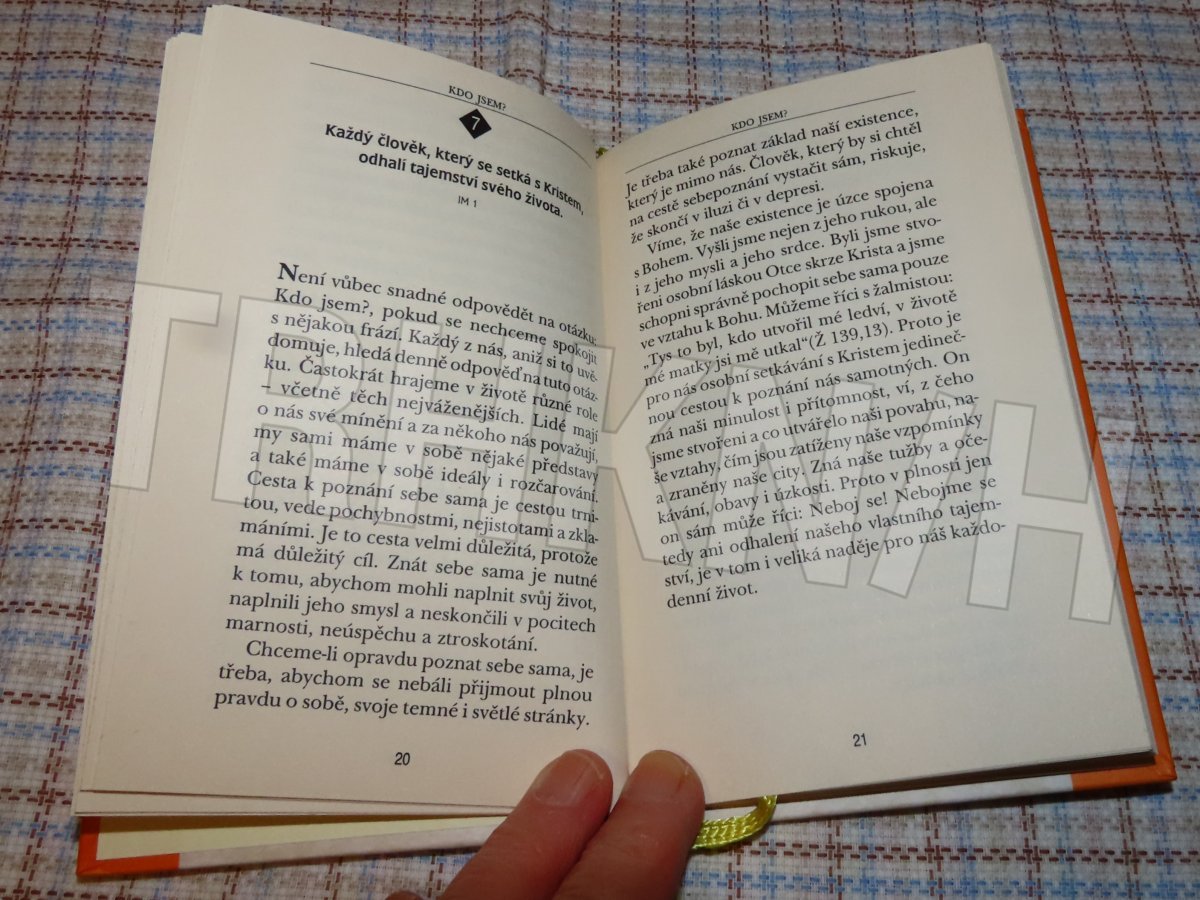 KDO JSEM?
7
Každý člověk, který se setká s Kristem,
odhalí tajemství svého života.
IM 1
Není vůbec snadné odpovědět na otázku:
Kdo jsem?, pokud se nechceme spokojit
s nějakou frází. Každý z nás, aniž si to uvě-
domuje, hledá denně odpověď na tuto otáz-
ku. Častokrát hrajeme v životě různé role
– včetně těch nejváženějších. Lidé mají
o nás své mínění a za někoho nás považují,
my sami máme v sobě nějaké představy
a také máme v sobě ideály i rozčarování.
Cesta k poznání sebe sama je cestou trni-
tou, vede pochybnostmi, nejistotami a zkla-
máními. Je to cesta velmi důležitá, protože
má důležitý cíl. Znát sebe sama je nutné
k tomu, abychom mohli naplnit svůj život,
naplnili jeho smysl a neskončili v pocitech
marnosti, neúspěchu a ztroskotání.
Chceme-li opravdu poznat sebe sama, je
třeba, abychom se nebáli přijmout plnou
pravdu o sobě, svoje temné i světlé stránky.
20
KDO JSEM?
Je třeba také poznat základ naší existence,
který je mimo nás. Člověk, který by si chtěl
na cestě sebepoznání vystačit sám, riskuje,
že skončí v iluzi či v depresi.
Víme, že naše existence je úzce spojena
s Bohem. Vyšli jsme nejen z jeho rukou, ale
i z jeho mysli a jeho srdce. Byli jsme stvo-
řeni osobní láskou Otce skrze Krista a jsme
schopni správně pochopit sebe sama pouze
ve vztahu k Bohu. Můžeme říci s žalmistou:
„Tys to byl, kdo utvořil mé ledví, v životě
mé matky jsi mě utkal“(Ž 139,13). Proto je
pro nás osobní setkávání s Kristem jedineč-
nou cestou k poznání nás samotných. On
zná naši minulost i přítomnost, ví, z čeho
jsme stvořeni a co utvářelo naši povahu, na-
še vztahy, čím jsou zatíženy naše vzpomínky
a zraněny naše city. Zná naše tužby a oče-
kávání, obavy i úzkosti. Proto v plnosti jen
on sám může říci: Neboj se! Nebojme se
tedy ani odhalení našeho vlastního tajem-
ství, je v tom i veliká naděje pro náš každo-
denní život.
21